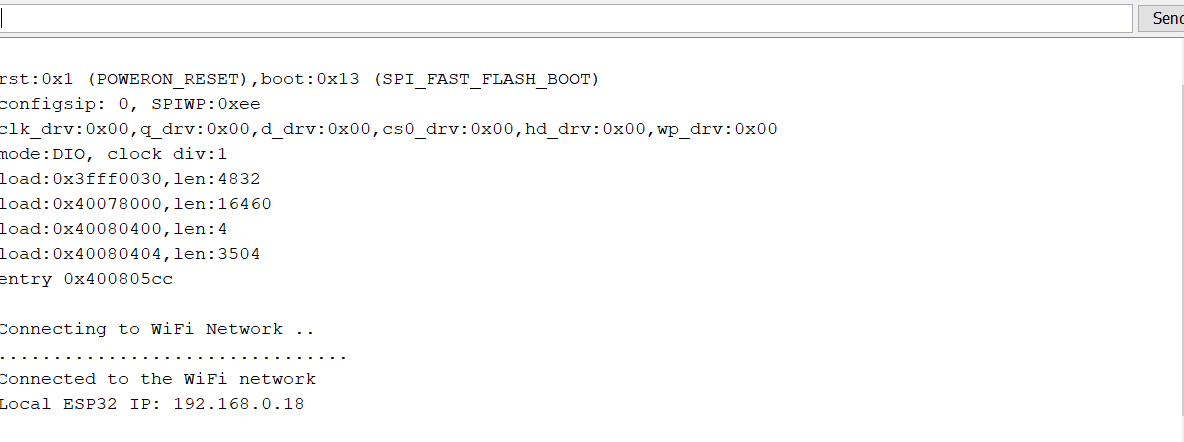 Send
rst:0x1 (POWERON_RESET),boot:0x13 (SPI_FAST_FLASH_BOOT)
configsip: 0, SPIWP:0xee
clk_drv:0x00,q_drv:0x00,d_drv:0x00,cs0_drv:0x00,hd_drv:0x00,wp_drv:0x00
mode:DIO, clock div:1
load:0x3fff0030,len:4832
load:0x40078000,len:16460
load:0x40080400,len:4
load:0x40080404,len:3504
entry 0x400805cc
Connecting to WiFi Network ..
................................
Connected to the WiFi network
Local ESP32 IP: 192.168.0.18